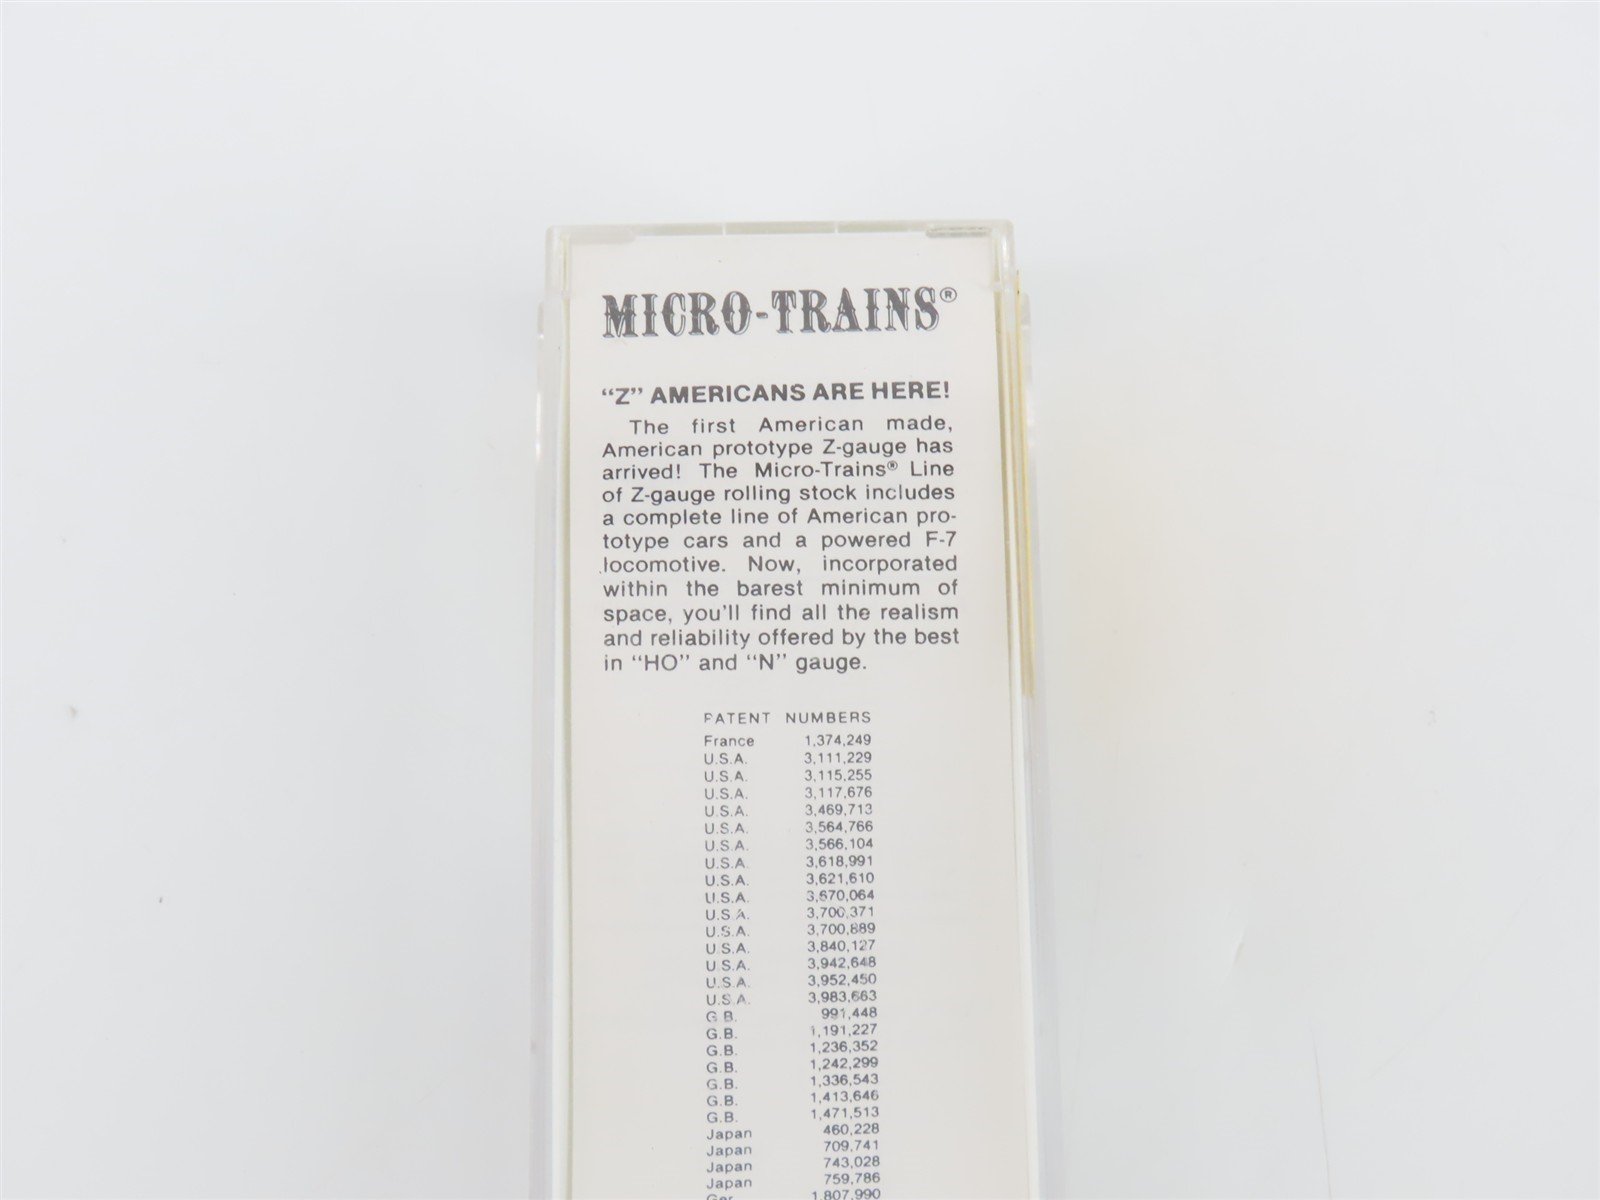 MICRO-TRAINS®
“Z” AMERICANS ARE HERE!
The first American made,
American prototype Z-gauge has
arrived! The Micro-Trains® Line
of Z-gauge rolling stock includes
a complete line of American pro-
totype cars and a powered F-7
locomotive. Now, incorporated
within the barest minimum of
space, you'll find all the realism
and reliability offered by the best
in “HO” and “N” gauge.
PATENT NUMBERS
France 1,374,249
U.S.A. 3,111,229
U.S.A. 3,115,255
U.S.A. 3,117,676
U.S.A. 3,469,713
U.S.A. 3,564,766
U.S.A. 3,566,104
U.S.A. 3,618,991
U.S.A. 3,621,610
U.S.A. 3,670,064
U.S.A. 3,700,371
U.S.A. 3,700,889
U.S.A. 3,840,127
U.S.A. 3,942,648
U.S.A. 3,952,450
U.S.A. 3,983,663
G.B. 991,448
G.B. 1,191,227
G.B. 1,236,352
G.B. 1,242,299
G.B. 1,336,543
G.B. 1,413,646
G.B. 1,471,513
Japan 460,228
Japan 709,741
Japan 743,028
Japan 759,786
Ger. 1,807,990